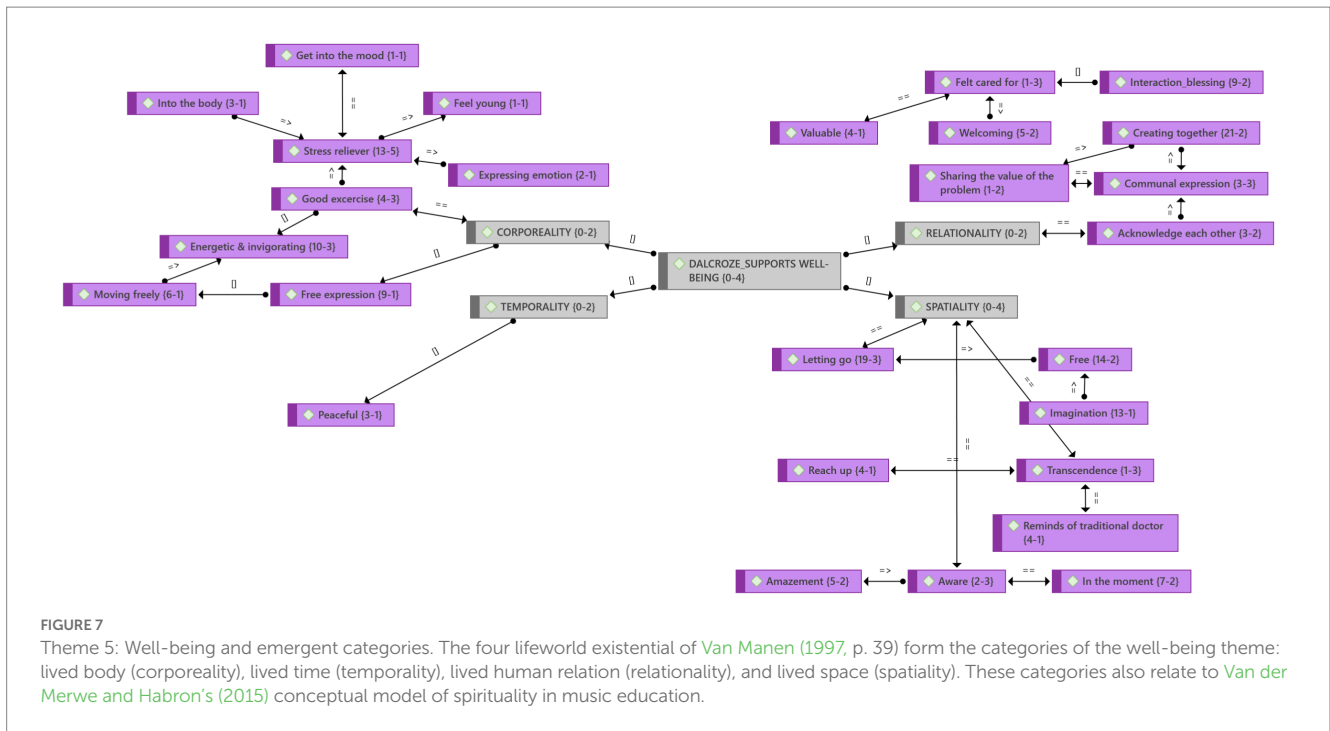 Get into the mood {1-1}
Into the body {3-1}
Feel young {1-1}
==
=>
=>
Stress reliever {13-5}
=>
Expressing emotion {2-1}
=>
Good excercise {4-3}
[]
==
Energetic & invigorating {10-3}
CORPOREALITY {0-2}
[]
=>
[]
Moving freely {6-1}
[]
Free expression {9-1}
TEMPORALITY {0-2}
[]
[]
Peaceful {3-1}
DALCROZE_SUPPORTS WELL-
BEING {0-4}
Felt cared for {1-3}
[]
Interaction_blessing {9-2}
==
=>
Valuable {4-1}
Welcoming {5-2}
Creating together {21-2}
=>
=>
Sharing the value of the
problem {1-2}
==
Communal expression {3-3}
=>
RELATIONALITY {0-2}
==
Acknowledge each other {3-2}
[]
[]
SPATIALITY {0-4}
==
Letting go {19-3}
=>
Free {14-2}
==
=>
Imagination {13-1}
==
Reach up {4-1}
==
Transcendence {1-3}
==
Reminds of traditional doctor
{4-1}
Amazement {5-2}
=>
Aware {2-3}
==
In the moment {7-2}
FIGURE 7
Theme 5: Well-being and emergent categories. The four lifeworld existential of Van Manen (1997, p. 39) form the categories of the well-being theme:
lived body (corporeality), lived time (temporality), lived human relation (relationality), and lived space (spatiality). These categories also relate to Van der
Merwe and Habron's (2015) conceptual model of spirituality in music education.